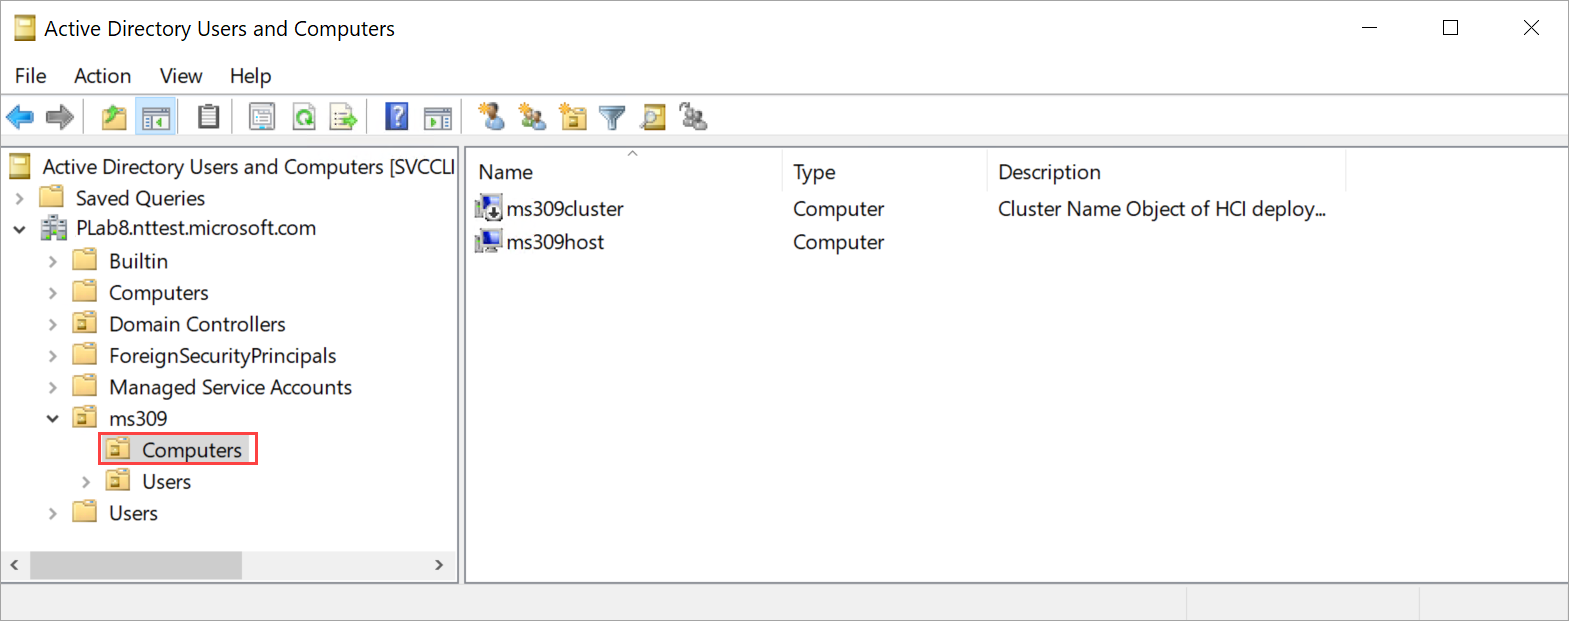 Active Directory Users and Computers
File Action View Help
Active Directory Users and Computers [SVCCLI
Saved Queries
PLab8.nttest.microsoft.com
Builtin
Computers
Domain Controllers
ForeignSecurityPrincipals
Managed Service Accounts
ms309
Computers
Users
Users
Name Type Description
ms309cluster Computer Cluster Name Object of HCI deploy...
ms309host Computer